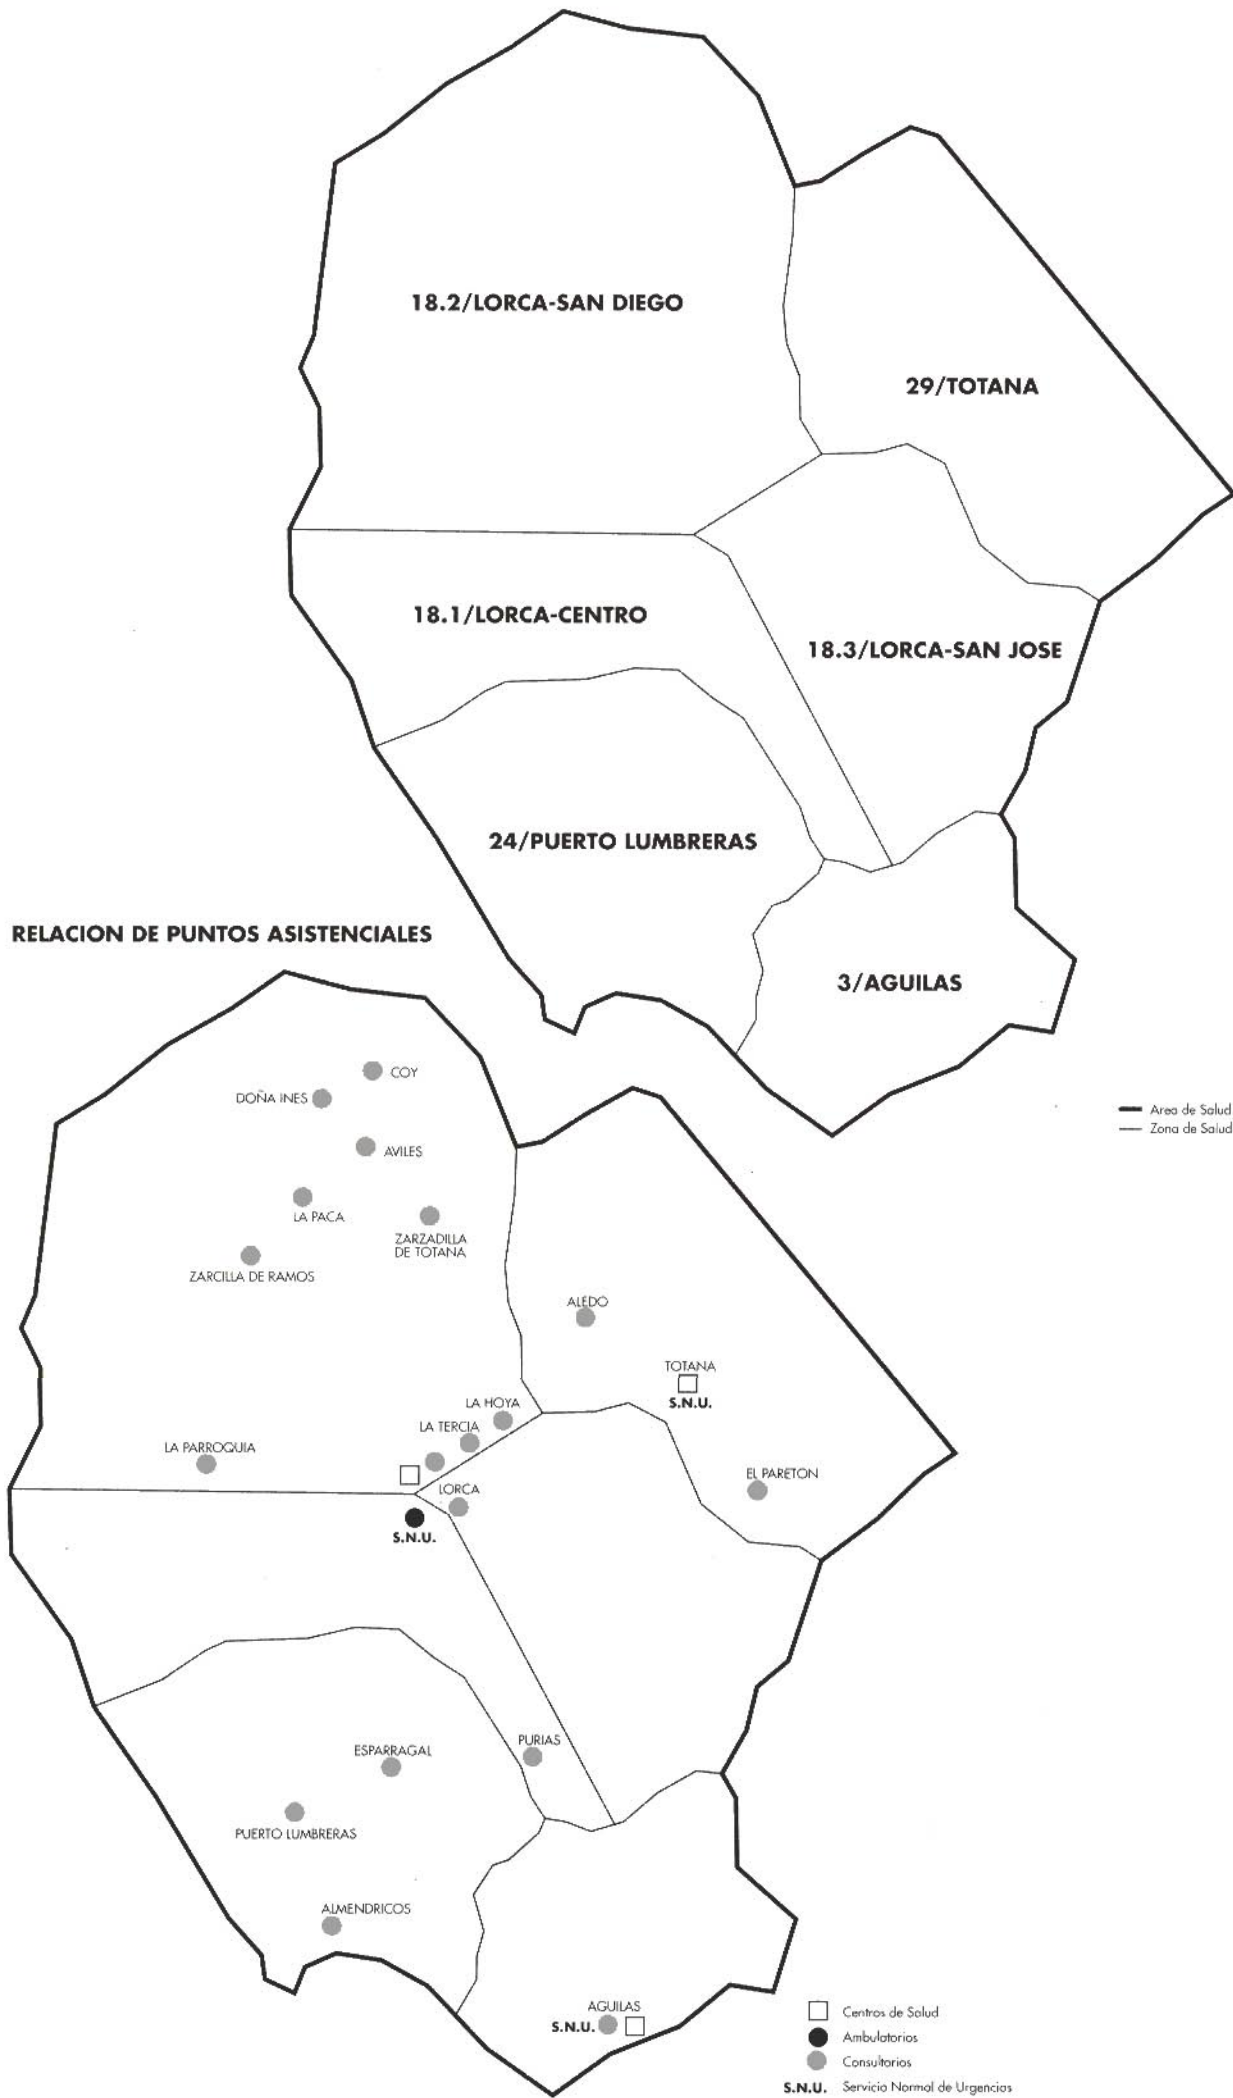 18.2/LORCA-SAN DIEGO
29/TOTANA
18.1/LORCA-CENTRO
18.3/LORCA-SAN JOSE
24/PUERTO LUMBRERAS
3/AGUILAS
Area de Salud
Zona de Salud
RELACION DE PUNTOS ASISTENCIALES
COY
DOÑA INES
AVILES
LA PACA
ZARZADILLA
DE TOTANA
ZARCILLA DE RAMOS
ALEDO
TOTANA
S.N.U.
LA HOYA
LA TERCIA
LA PARROQUIA
EL PARETON
LORCA
S.N.U.
PURIAS
ESPARRAGAL
PUERTO LUMBRERAS
ALMENDRICOS
AGUILAS
S.N.U.
Centros de Salud
Ambulatorios
Consultorios
S.N.U. Servicio Normal de Urgencias